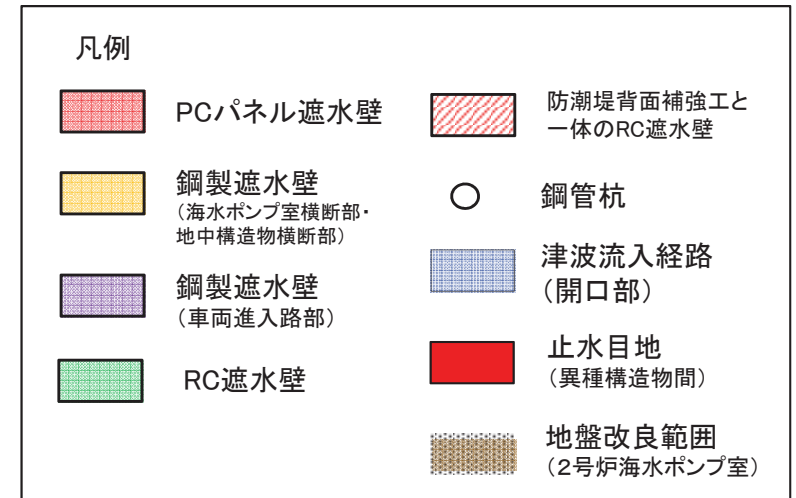 凡例
PCパネル遮水壁
鋼製遮水壁
（海水ポンプ室横断部・
地中構造物横断部）
鋼製遮水壁
（車両進入路部）
RC遮水壁
防潮堤背面補強工と
一体のRC遮水壁
鋼管杭
津波流入経路
（開口部）
止水目地
（異種構造物間）
地盤改良範囲
（２号炉海水ポンプ室）